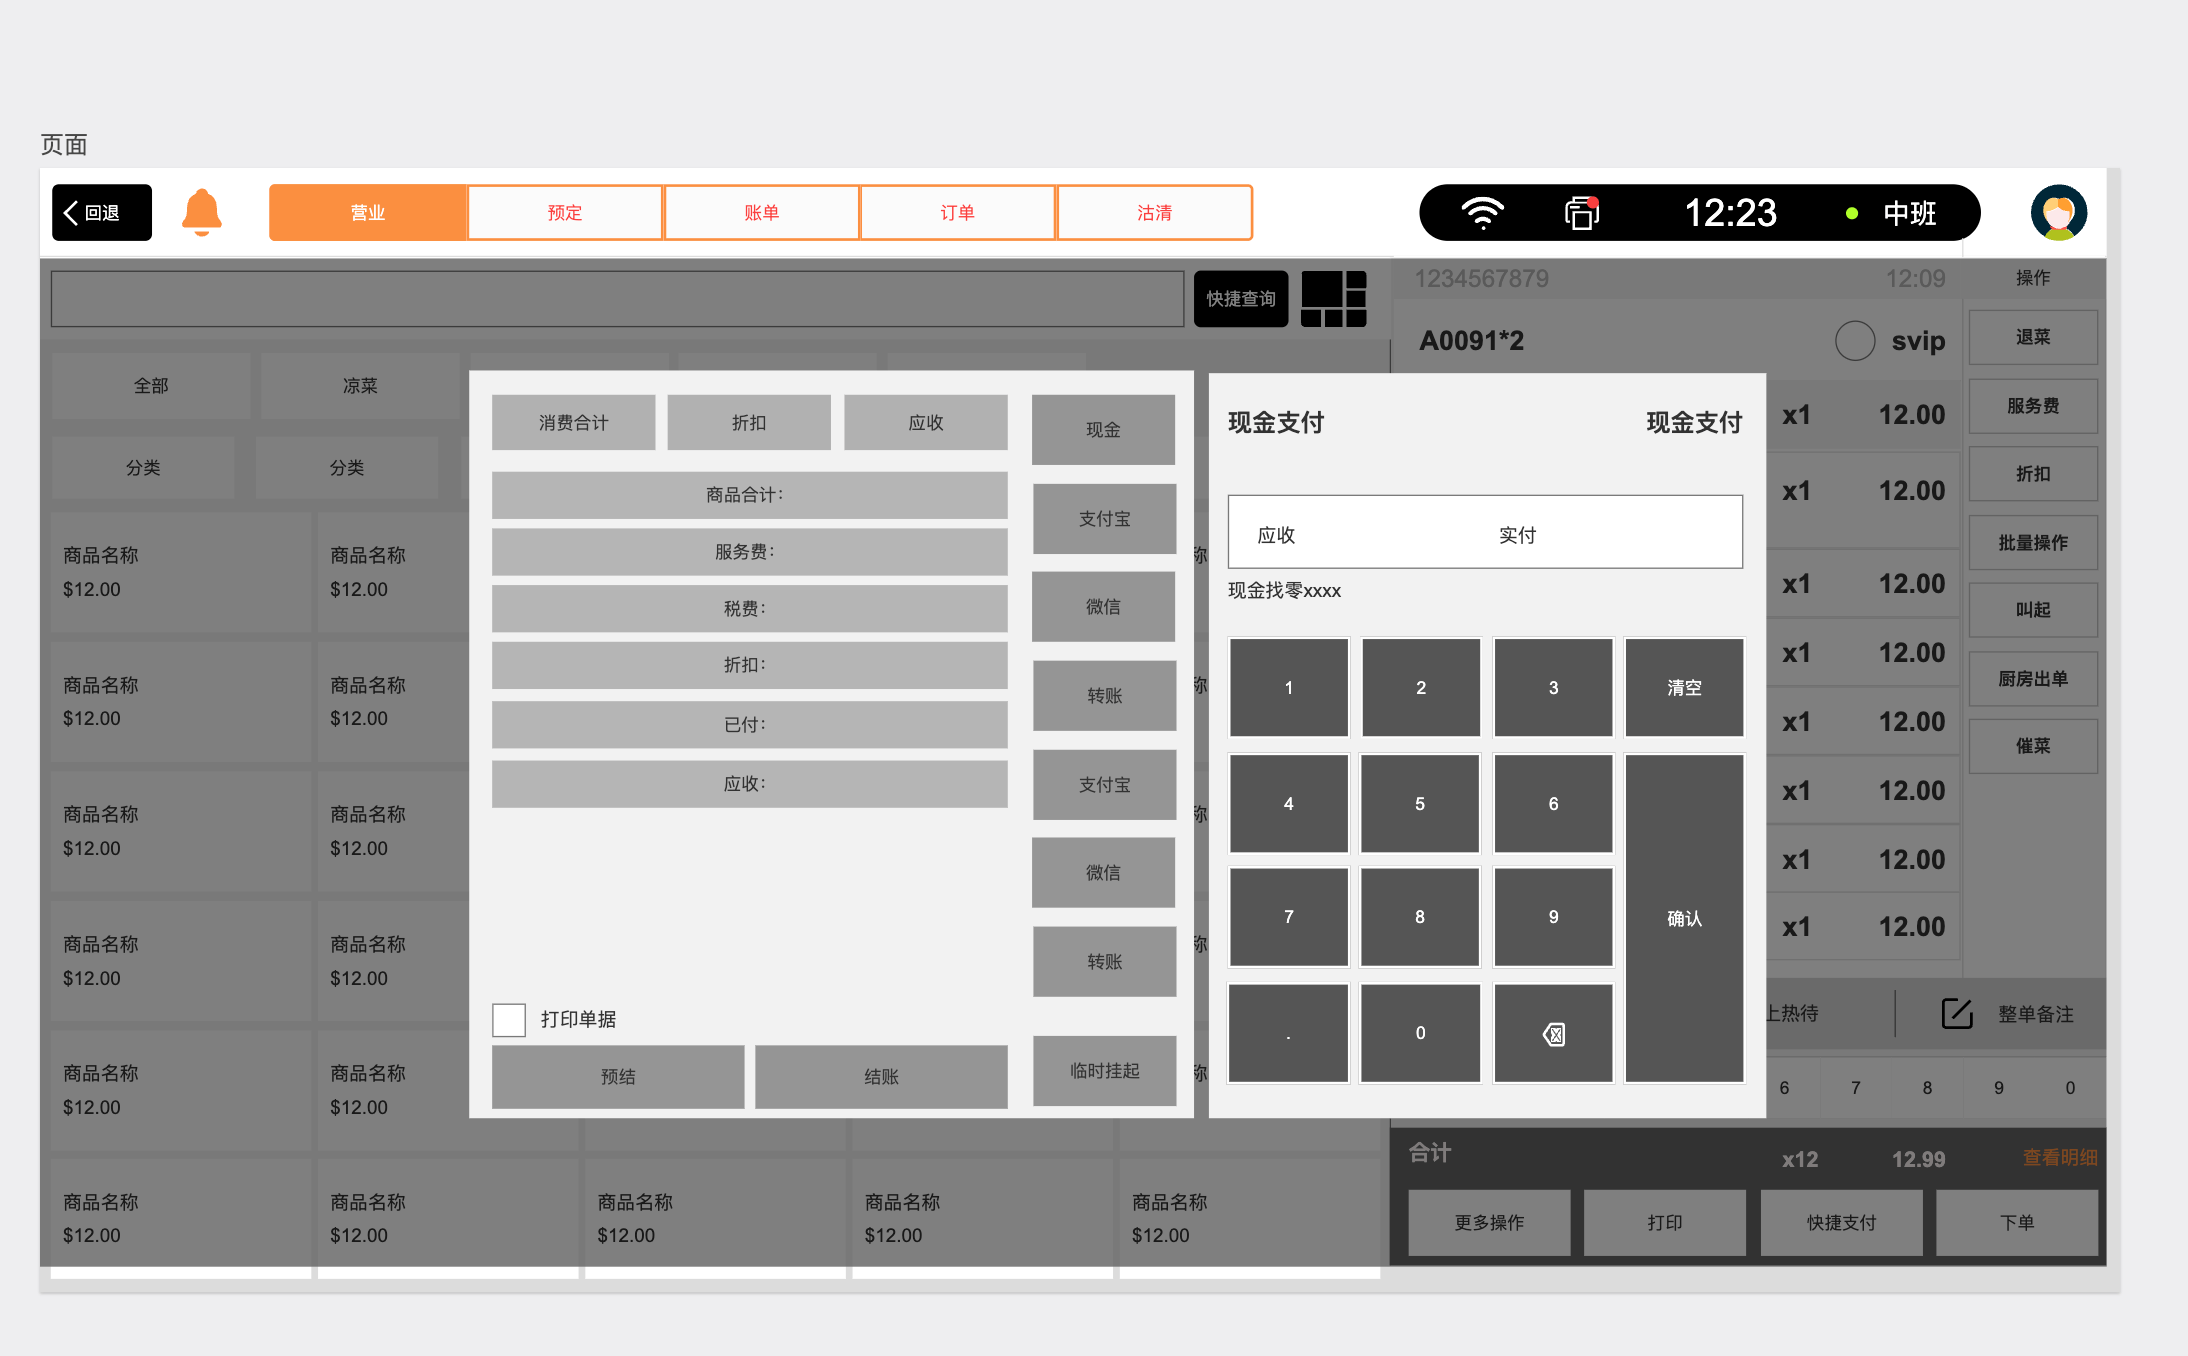 页面
回退
营业
预定
账单
订单
沽清
12:23
中班
快捷查询
1234567879
12:09
操作
A0091*2
svip
退菜
服务费
折扣
批量操作
叫起
厨房出单
催菜
全部
凉菜
分类
分类
商品名称
$12.00
商品名称
$12.00
称
商品名称
$12.00
商品名称
$12.00
称
商品名称
$12.00
商品名称
$12.00
称
商品名称
$12.00
商品名称
$12.00
称
商品名称
$12.00
商品名称
$12.00
称
商品名称
$12.00
商品名称
$12.00
商品名称
$12.00
商品名称
$12.00
商品名称
$12.00
消费合计
折扣
应收
商品合计：
服务费：
税费：
折扣：
已付：
应收：
打印单据
预结
结账
现金
支付宝
微信
转账
支付宝
微信
转账
临时挂起
现金支付
现金支付
应收
实付
现金找零xxxx
1
2
3
清空
4
5
6
7
8
9
确认
.
0
x1 12.00
x1 12.00
x1 12.00
x1 12.00
x1 12.00
x1 12.00
x1 12.00
x1 12.00
上热待
整单备注
6 7 8 9 0
合计
x12
12.99
查看明细
更多操作
打印
快捷支付
下单